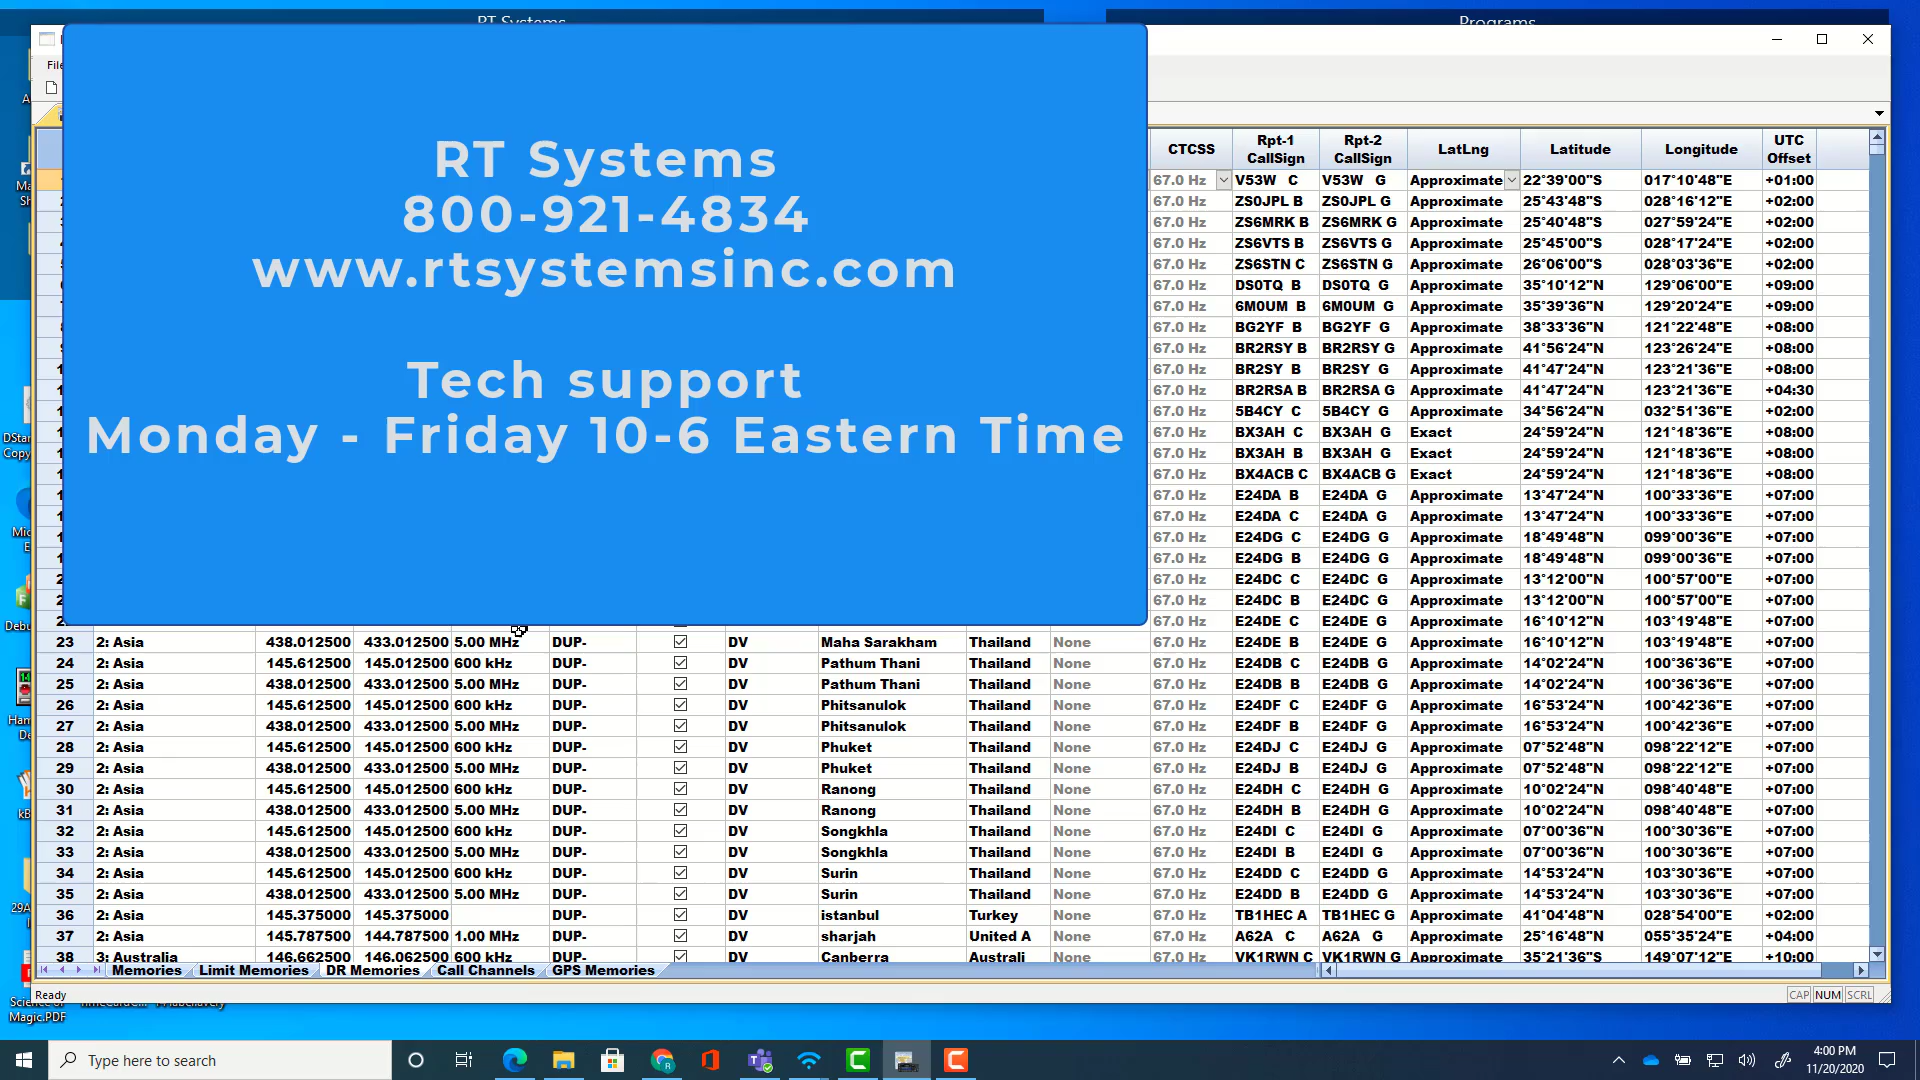 RT Systems
Programs
RT Systems
800-921-4834
www.rtsystemsinc.com
Tech support
Monday - Friday 10-6 Eastern Time
File
CTCSS Rpt-1 CallSign Rpt-2 CallSign LatLng Latitude Longitude UTC Offset
67.0 Hz V53W C V53W G Approximate 22°39'00"S 017°10'48"E +01:00
67.0 Hz ZS0JPL B ZS0JPL G Approximate 25°43'48"S 028°16'12"E +02:00
67.0 Hz ZS6MRK B ZS6MRK G Approximate 25°40'48"S 027°59'24"E +02:00
67.0 Hz ZS6VTS B ZS6VTS G Approximate 25°45'00"S 028°17'24"E +02:00
67.0 Hz ZS6STN C ZS6STN G Approximate 26°06'00"S 028°03'36"E +02:00
67.0 Hz DS0TQ B DS0TQ G Approximate 35°10'12"N 129°06'00"E +09:00
67.0 Hz 6M0UM B 6M0UM G Approximate 35°39'36"N 129°20'24"E +09:00
67.0 Hz BG2YF B BG2YF G Approximate 38°33'36"N 121°22'48"E +08:00
67.0 Hz BR2RSY B BR2RSY G Approximate 41°56'24"N 123°26'24"E +08:00
67.0 Hz BR2SY B BR2SY G Approximate 41°47'24"N 123°21'36"E +08:00
67.0 Hz BR2RSA B BR2RSA G Approximate 41°47'24"N 123°21'36"E +04:30
67.0 Hz 5B4CY C 5B4CY G Approximate 34°56'24"N 032°51'36"E +02:00
67.0 Hz BX3AH C BX3AH G Exact 24°59'24"N 121°18'36"E +08:00
67.0 Hz BX3AH B BX3AH G Exact 24°59'24"N 121°18'36"E +08:00
67.0 Hz BX4ACB C BX4ACB G Exact 24°59'24"N 121°18'36"E +08:00
67.0 Hz E24DA B E24DA G Approximate 13°47'24"N 100°33'36"E +07:00
67.0 Hz E24DA C E24DA G Approximate 13°47'24"N 100°33'36"E +07:00
67.0 Hz E24DG C E24DG G Approximate 18°49'48"N 099°00'36"E +07:00
67.0 Hz E24DG B E24DG G Approximate 18°49'48"N 099°00'36"E +07:00
67.0 Hz E24DC C E24DC G Approximate 13°12'00"N 100°57'00"E +07:00
67.0 Hz E24DC B E24DC G Approximate 13°12'00"N 100°57'00"E +07:00
67.0 Hz E24DE C E24DE G Approximate 16°10'12"N 103°19'48"E +07:00
23 2: Asia 438.012500 433.012500 5.00 MHz DUP- DV Maha Sarakham Thailand None 67.0 Hz E24DE B E24DE G Approximate 16°10'12"N 103°19'48"E +07:00
24 2: Asia 145.612500 145.012500 600 kHz DUP- DV Pathum Thani Thailand None 67.0 Hz E24DB C E24DB G Approximate 14°02'24"N 100°36'36"E +07:00
25 2: Asia 438.012500 433.012500 5.00 MHz DUP- DV Pathum Thani Thailand None 67.0 Hz E24DB B E24DB G Approximate 14°02'24"N 100°36'36"E +07:00
26 2: Asia 145.612500 145.012500 600 kHz DUP- DV Phitsanulok Thailand None 67.0 Hz E24DF C E24DF G Approximate 16°53'24"N 100°42'36"E +07:00
27 2: Asia 438.012500 433.012500 5.00 MHz DUP- DV Phitsanulok Thailand None 67.0 Hz E24DF B E24DF G Approximate 16°53'24"N 100°42'36"E +07:00
28 2: Asia 145.612500 145.012500 600 kHz DUP- DV Phuket Thailand None 67.0 Hz E24DJ C E24DJ G Approximate 07°52'48"N 098°22'12"E +07:00
29 2: Asia 438.012500 433.012500 5.00 MHz DUP- DV Phuket Thailand None 67.0 Hz E24DJ B E24DJ G Approximate 07°52'48"N 098°22'12"E +07:00
30 2: Asia 145.612500 145.012500 600 kHz DUP- DV Ranong Thailand None 67.0 Hz E24DH C E24DH G Approximate 10°02'24"N 098°40'48"E +07:00
31 2: Asia 438.012500 433.012500 5.00 MHz DUP- DV Ranong Thailand None 67.0 Hz E24DH B E24DH G Approximate 10°02'24"N 098°40'48"E +07:00
32 2: Asia 145.612500 145.012500 600 kHz DUP- DV Songkhla Thailand None 67.0 Hz E24DI C E24DI G Approximate 07°00'36"N 100°30'36"E +07:00
33 2: Asia 438.012500 433.012500 5.00 MHz DUP- DV Songkhla Thailand None 67.0 Hz E24DI B E24DI G Approximate 07°00'36"N 100°30'36"E +07:00
34 2: Asia 145.612500 145.012500 600 kHz DUP- DV Surin Thailand None 67.0 Hz E24DD C E24DD G Approximate 14°53'24"N 103°30'36"E +07:00
35 2: Asia 438.012500 433.012500 5.00 MHz DUP- DV Surin Thailand None 67.0 Hz E24DD B E24DD G Approximate 14°53'24"N 103°30'36"E +07:00
36 2: Asia 145.375000 145.375000 DUP- DV istanbul Turkey None 67.0 Hz TB1HEC A TB1HEC G Approximate 41°04'48"N 028°54'00"E +02:00
37 2: Asia 145.787500 144.787500 1.00 MHz DUP- DV sharjah United A None 67.0 Hz A62A C A62A G Approximate 25°16'48"N 055°35'24"E +04:00
38 3: Australia 146.662500 146.062500 600 kHz DUP- DV Canberra Australi None 67.0 Hz VK1RWN C VK1RWN G Approximate 35°21'36"S 149°07'12"E +10:00
Memories Limit Memories DR Memories Call Channels GPS Memories
Ready
CAP NUM SCRL
Magic.PDF
Type here to search
4:00 PM
11/20/2020